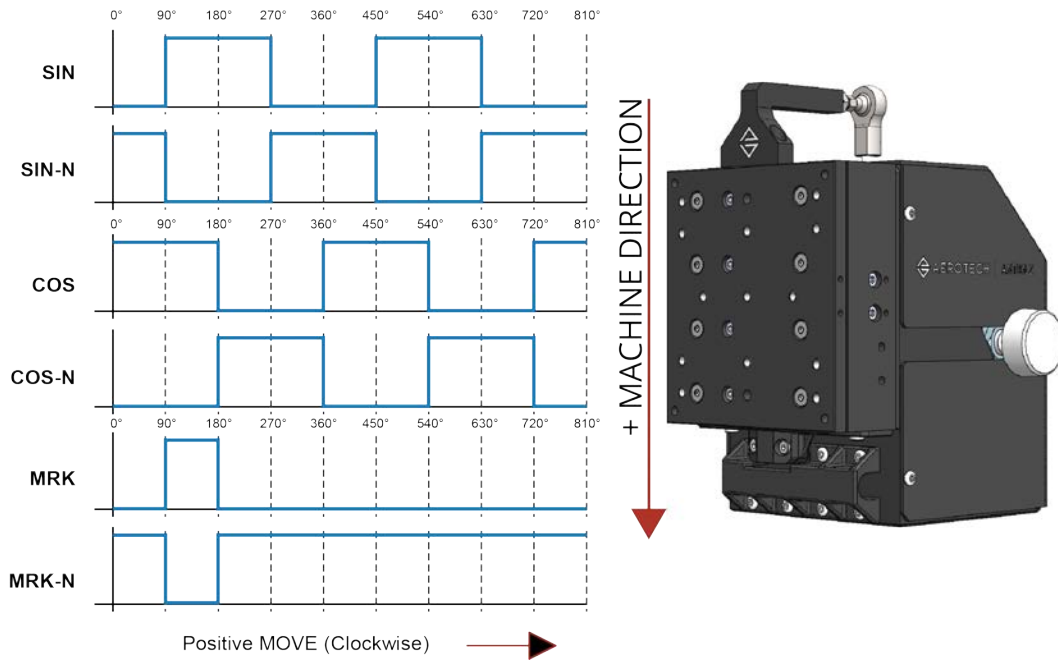 0° 90° 180° 270° 360° 450° 540° 630° 720° 810°
SIN
SIN-N
0° 90° 180° 270° 360° 450° 540° 630° 720° 810°
COS
COS-N
0° 90° 180° 270° 360° 450° 540° 630° 720° 810°
MRK
MRK-N
Positive MOVE (Clockwise)
+ MACHINE DIRECTION
AEROTECH